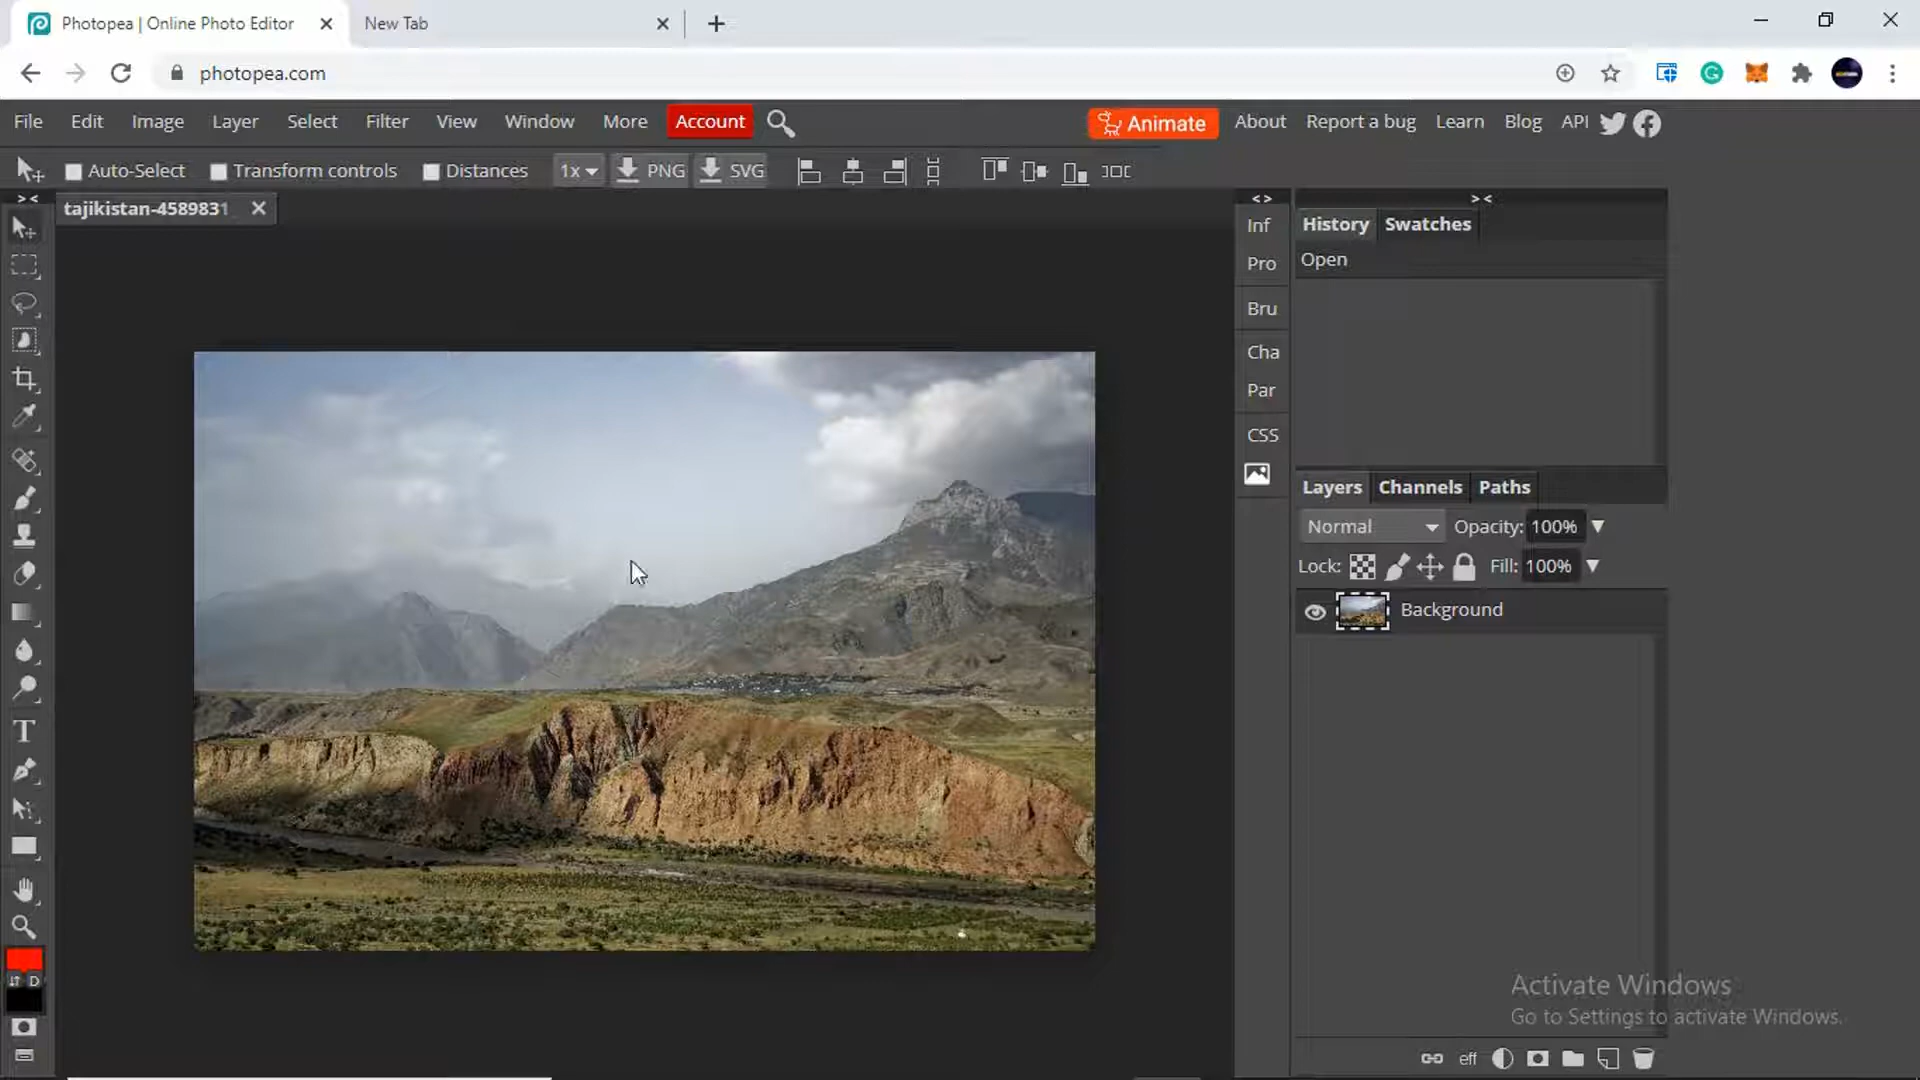 Photopea | Online Photo Editor
New Tab
photopea.com
File Edit Image Layer Select Filter View Window More Account
Animate About Report a bug Learn Blog API
Auto-Select Transform controls Distances 1x PNG SVG
tajikistan-4589831
Inf
Pro
Bru
Cha
Par
CSS
History Swatches
Open
Layers Channels Paths
Normal Opacity: 100%
Lock: Fill: 100%
Background
T
D
eff
Activate Windows
Go to Settings to activate Windows.